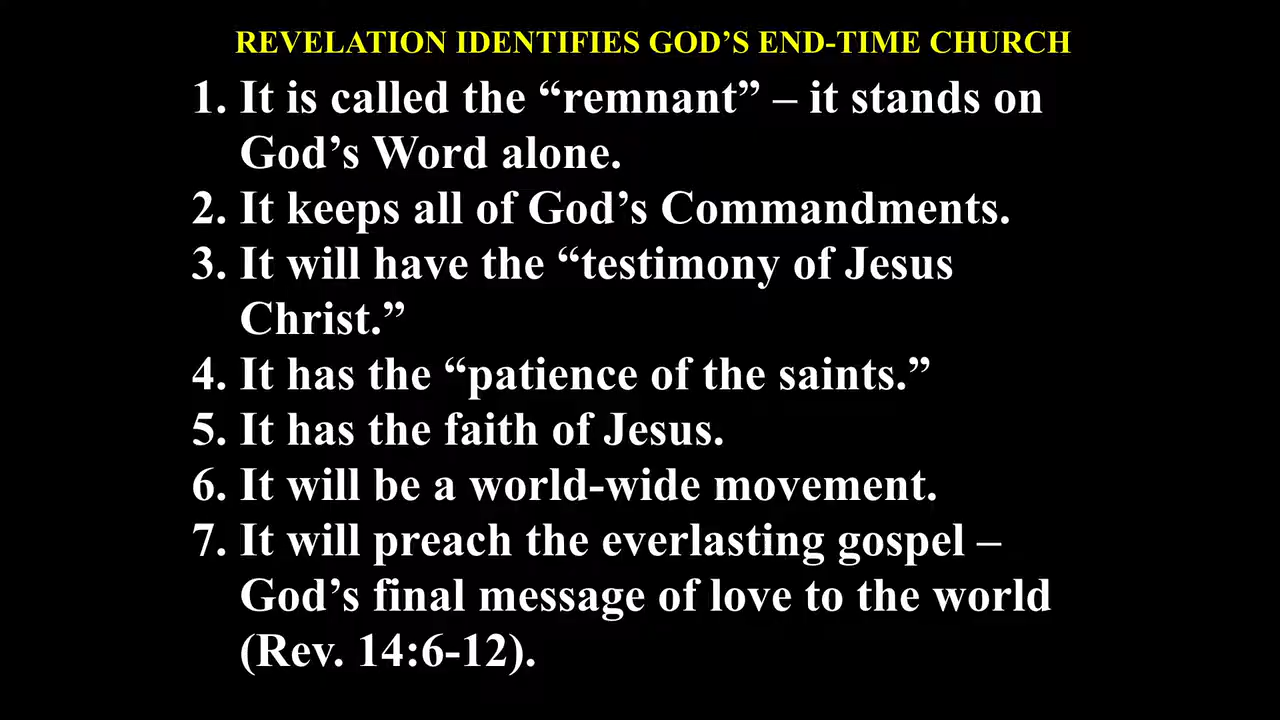 REVELATION IDENTIFIES GOD’S END-TIME CHURCH
1. It is called the “remnant” – it stands on
God’s Word alone.
2. It keeps all of God’s Commandments.
3. It will have the “testimony of Jesus
Christ.”
4. It has the “patience of the saints.”
5. It has the faith of Jesus.
6. It will be a world-wide movement.
7. It will preach the everlasting gospel –
God’s final message of love to the world
(Rev. 14:6-12).